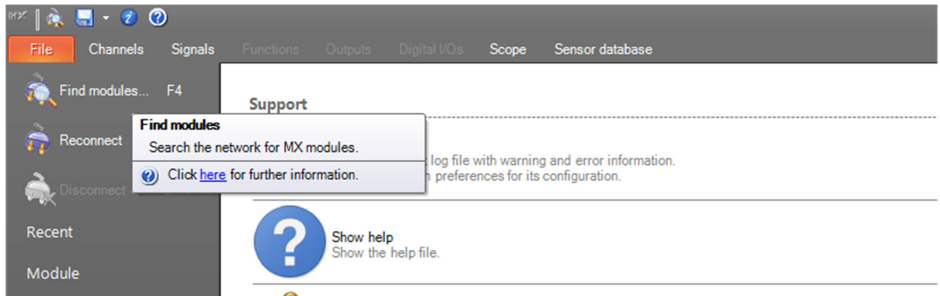 MX
File Channels Signals Functions Outputs Digital I/Os Scope Sensor database
Find modules... F4
Support
Find modules
Search the network for MX modules.
Reconnect
log file with warning and error information.
Click here for further information.
preferences for its configuration.
Disconnect
Recent
Show help
Show the help file.
Module